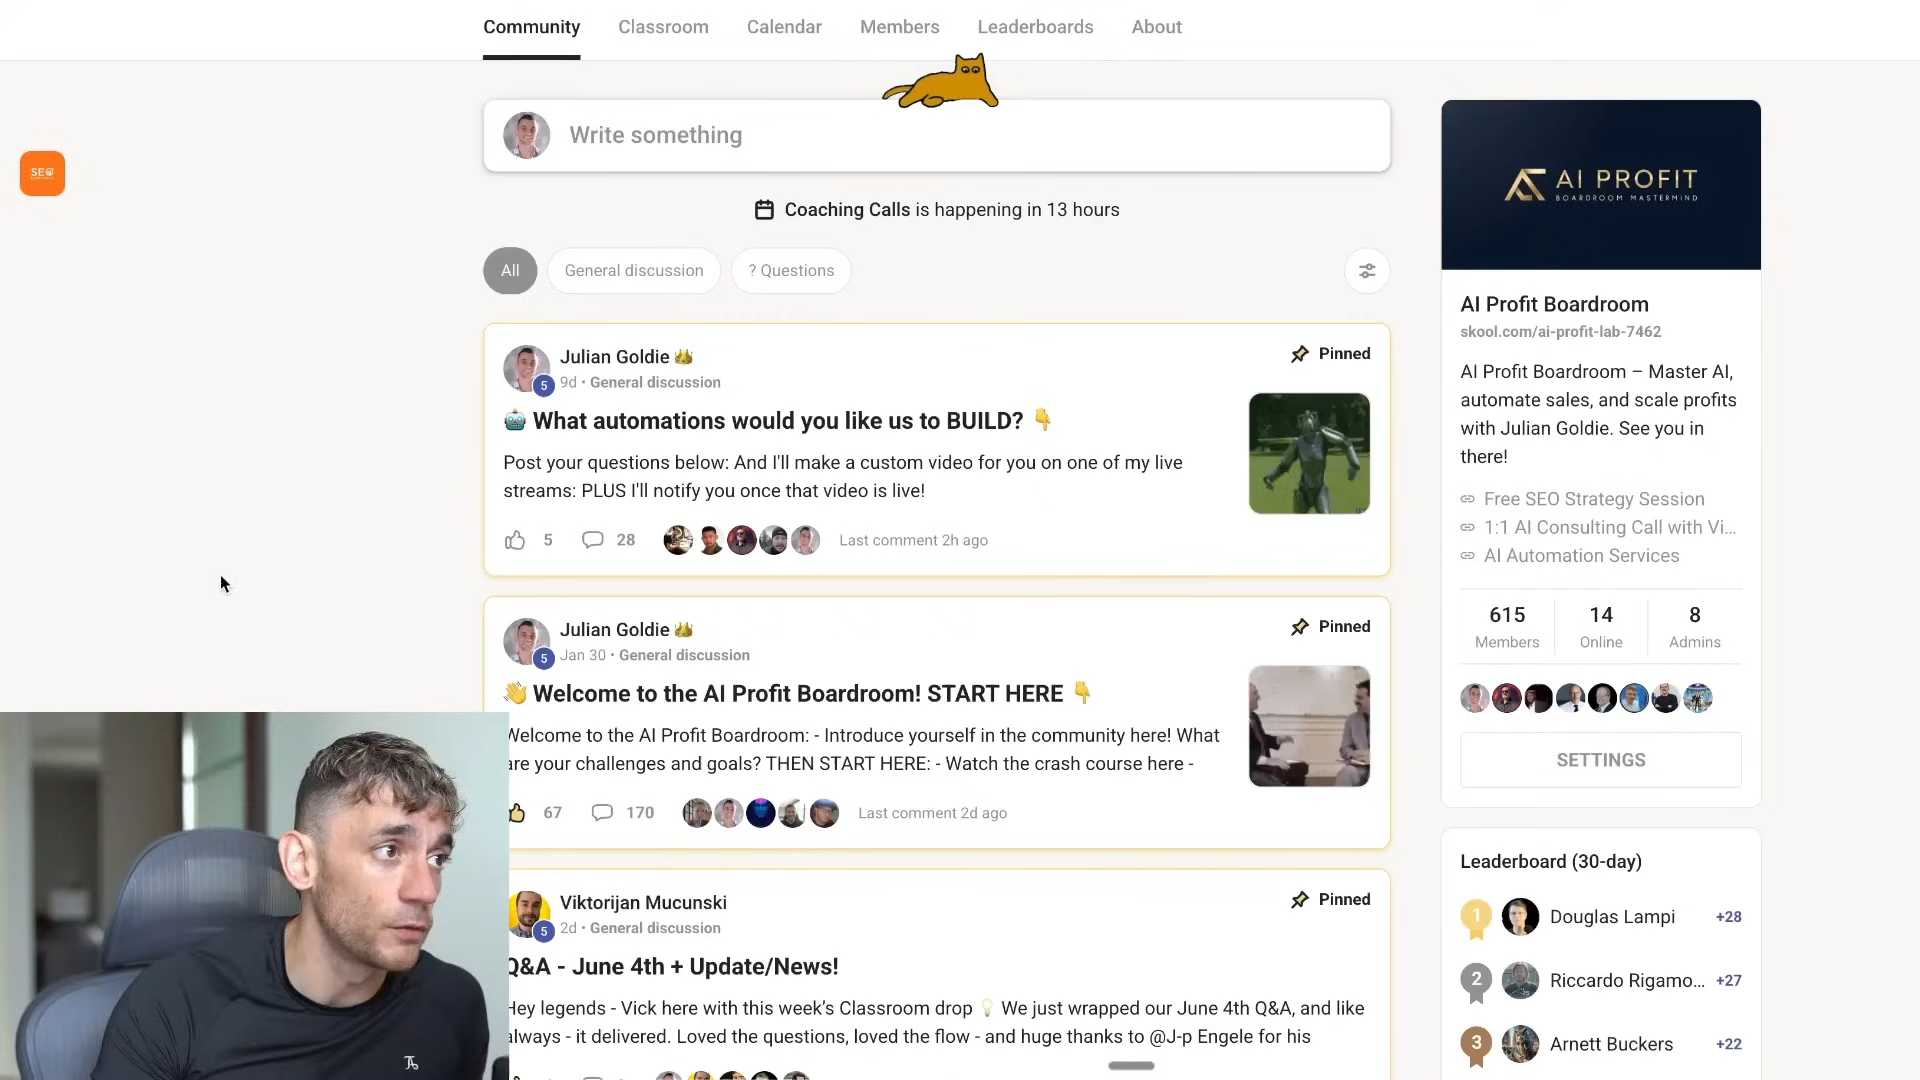 Community Classroom Calendar Members Leaderboards About
Write something
SEO
Coaching Calls is happening in 13 hours
All General discussion ? Questions
Julian Goldie
5 9d • General discussion
Pinned
What automations would you like us to BUILD?
Post your questions below: And I'll make a custom video for you on one of my live
streams: PLUS I'll notify you once that video is live!
5 28 Last comment 2h ago
Julian Goldie
5 Jan 30 • General discussion
Pinned
Welcome to the AI Profit Boardroom! START HERE
Welcome to the AI Profit Boardroom: - Introduce yourself in the community here! What
are your challenges and goals? THEN START HERE: - Watch the crash course here -
67 170 Last comment 2d ago
Viktorijan Mucunski
5 2d • General discussion
Pinned
Q&A - June 4th + Update/News!
Hey legends - Vick here with this week’s Classroom drop We just wrapped our June 4th Q&A, and like
always - it delivered. Loved the questions, loved the flow - and huge thanks to @J-p Engele for his
AI PROFIT
BOARDROOM MASTERMIND
AI Profit Boardroom
skool.com/ai-profit-lab-7462
AI Profit Boardroom – Master AI,
automate sales, and scale profits
with Julian Goldie. See you in
there!
Free SEO Strategy Session
1:1 AI Consulting Call with Vi...
AI Automation Services
615 14 8
Members Online Admins
SETTINGS
Leaderboard (30-day)
1 Douglas Lampi +28
2 Riccardo Rigamo... +27
3 Arnett Buckers +22